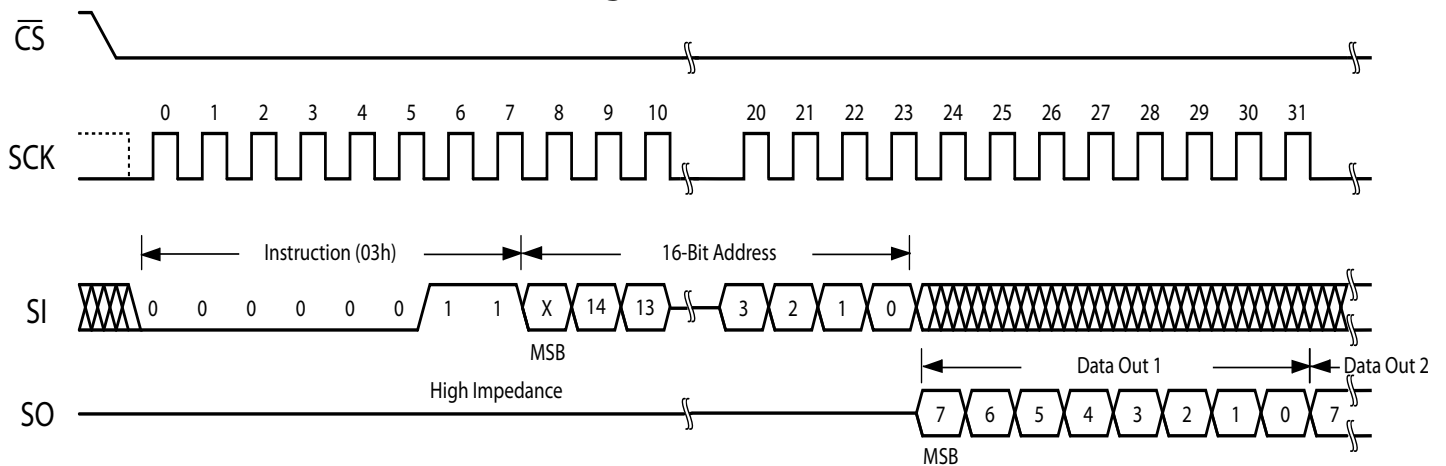 CS
0 1 2 3 4 5 6 7 8 9 10 20 21 22 23 24 25 26 27 28 29 30 31
SCK
Instruction (03h) 16-Bit Address
SI 0 0 0 0 0 0 1 1 X 14 13 3 2 1 0
MSB
Data Out 1 Data Out 2
High Impedance
SO 7 6 5 4 3 2 1 0 7
MSB